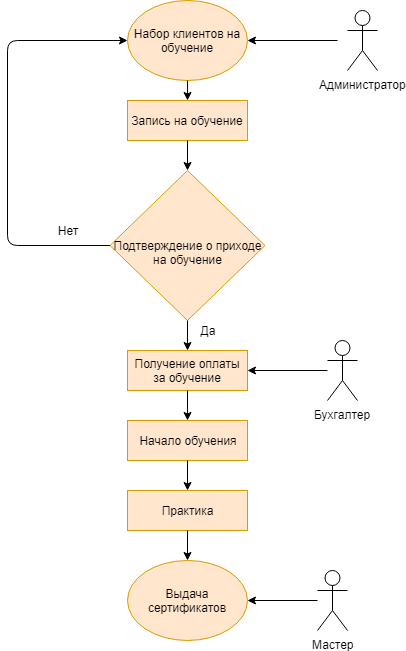 Набор клиентов на
обучение
Администратор
Запись на обучение
Нет
Подтверждение о приходе
на обучение
Да
Получение оплаты
за обучение
Бухгалтер
Начало обучения
Практика
Выдача
сертификатов
Мастер